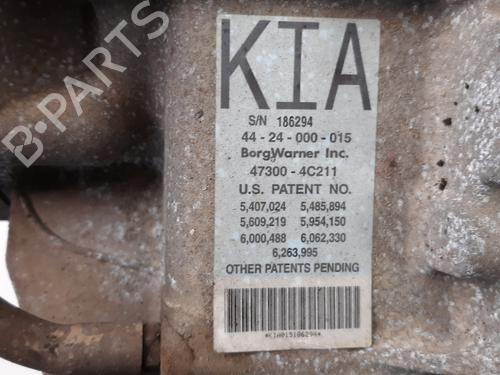 B-PARTS
KIA
S/N 186294
44 - 24 - 000 - 015
BorgWarner Inc.
47300 - 4C211
U.S. PATENT NO.
5,407,024 5,485,894
5,609,219 5,954,150
6,000,488 6,062,330
6,263,995
OTHER PATENTS PENDING
*KIA015186294*